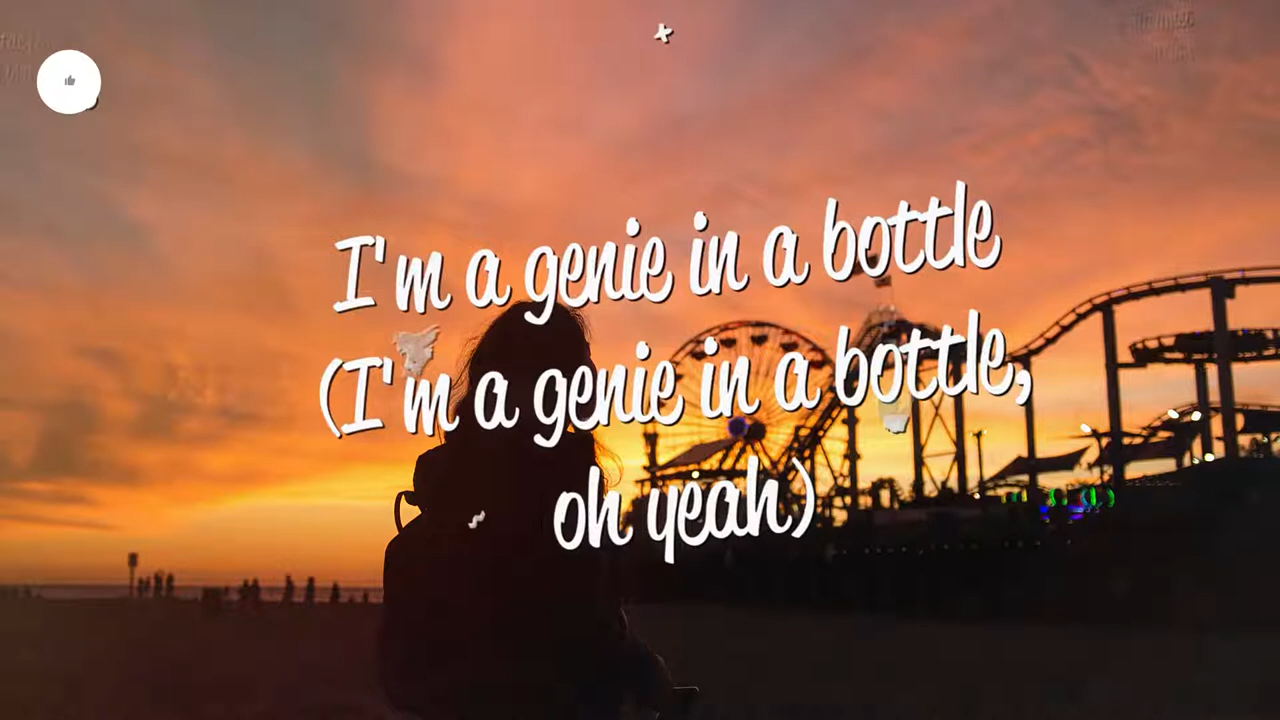 I'm a genie in a bottle
(I'm a genie in a bottle,
oh yeah)